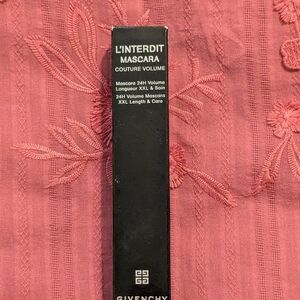 L'INTERDIT
MASCARA
COUTURE VOLUME
Mascara 24H Volume
Longueur XXL & Soin
24H Volume Mascara
XXL Length & Care
GIVENCHY